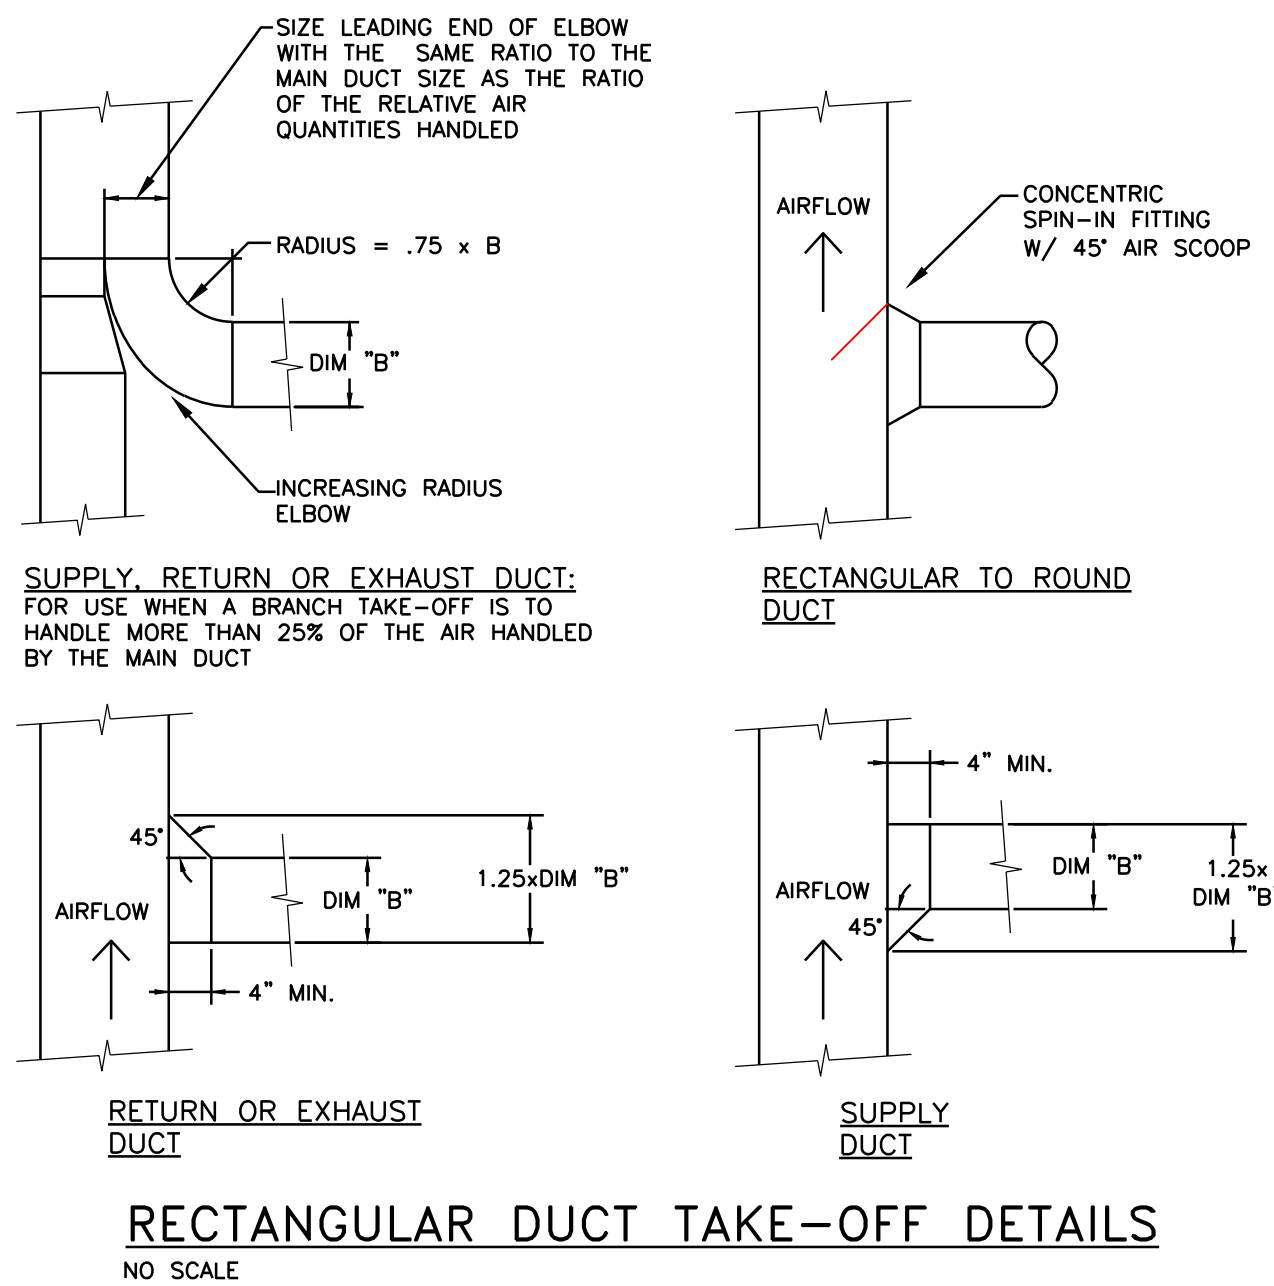 SIZE LEADING END OF ELBOW
WITH THE SAME RATIO TO THE
MAIN DUCT SIZE AS THE RATIO
OF THE RELATIVE AIR
QUANTITIES HANDLED
RADIUS = .75 x B
DIM "B"
INCREASING RADIUS
ELBOW
SUPPLY, RETURN OR EXHAUST DUCT:
FOR USE WHEN A BRANCH TAKE-OFF IS TO
HANDLE MORE THAN 25% OF THE AIR HANDLED
BY THE MAIN DUCT
AIRFLOW
CONCENTRIC
SPIN-IN FITTING
W/ 45° AIR SCOOP
RECTANGULAR TO ROUND
DUCT
45°
AIRFLOW
DIM "B"
1.25xDIM "B"
4" MIN.
RETURN OR EXHAUST
DUCT
4" MIN.
AIRFLOW
45°
DIM "B"
1.25x
DIM "B
SUPPLY
DUCT
RECTANGULAR DUCT TAKE-OFF DETAILS
NO SCALE